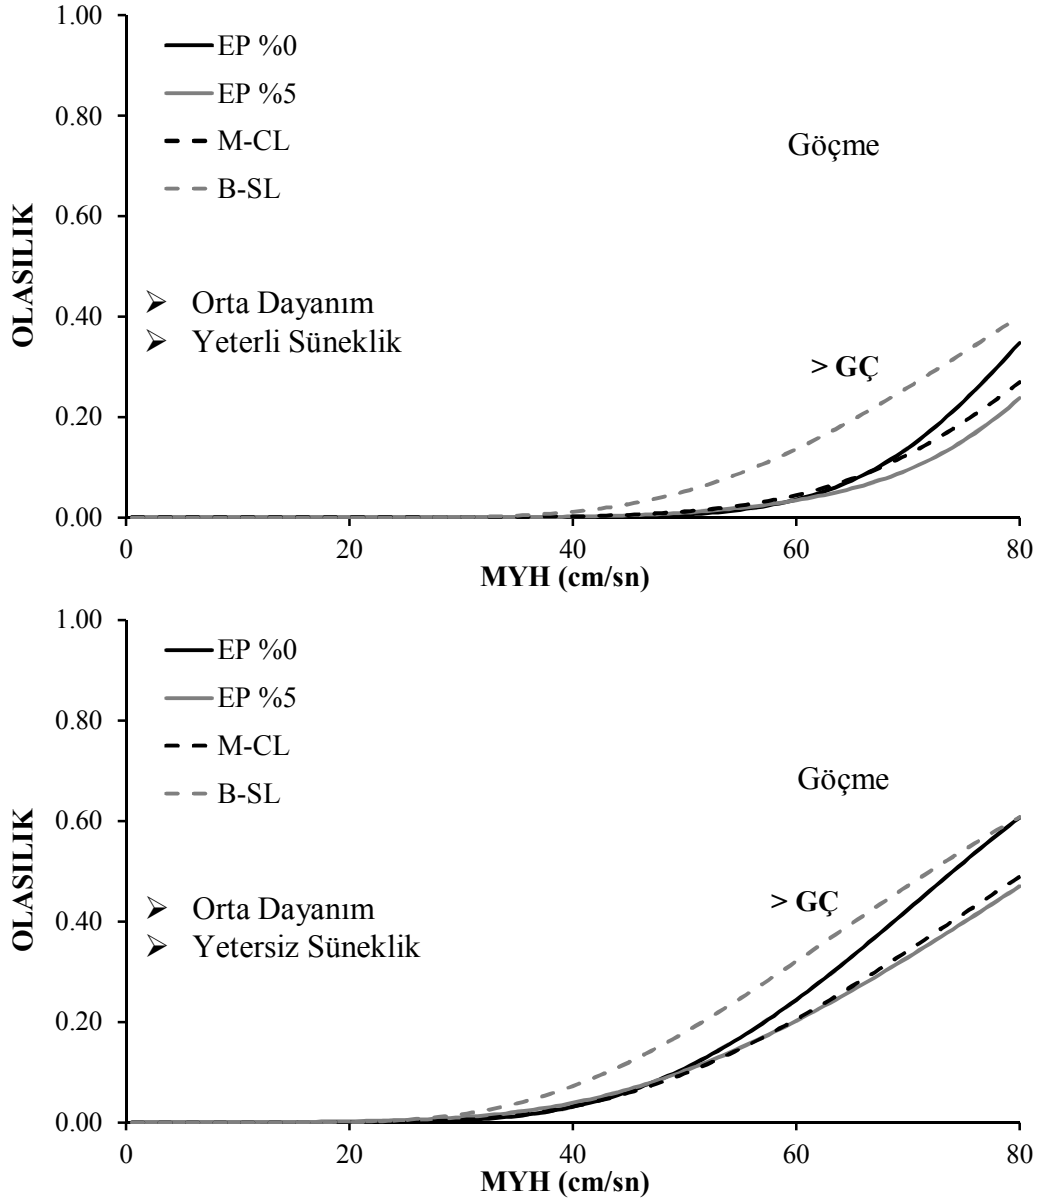 1.00
EP %0
EP %5
0.80
M-CL
Göçme
B-SL
0.60
OLASILIK
0.40
➢ Orta Dayanım
➢ Yeterli Süneklik
> GÇ
0.20
0.00
0 20 40 60 80
MYH (cm/sn)
1.00
EP %0
EP %5
0.80
M-CL
Göçme
B-SL
0.60
OLASILIK
> GÇ
➢ Orta Dayanım
0.40
➢ Yetersiz Süneklik
0.20
0.00
0 20 40 60 80
MYH (cm/sn)